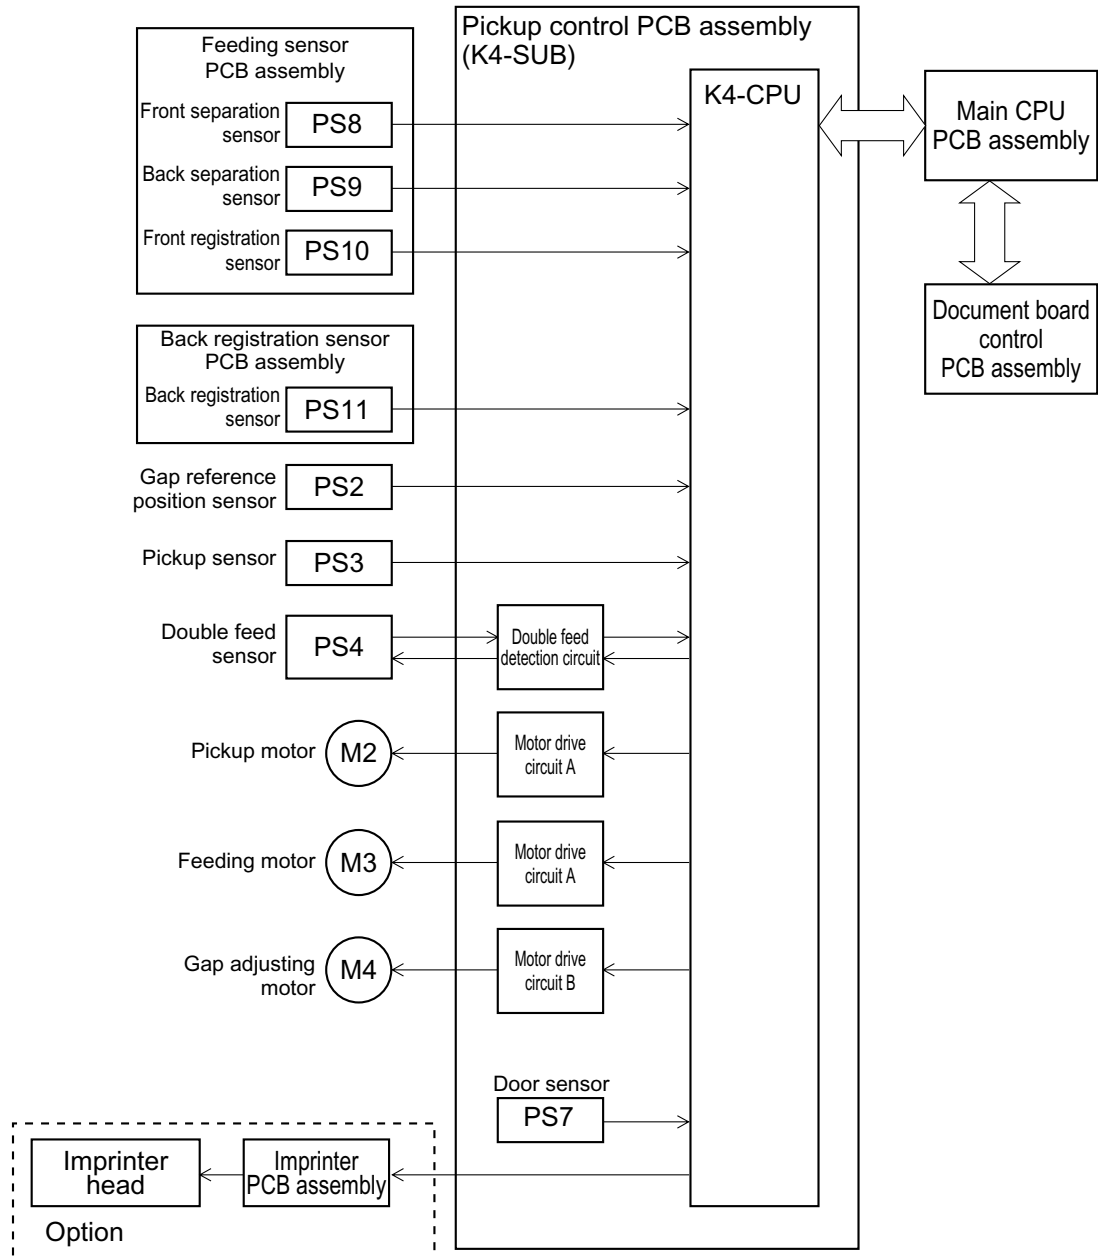 Pickup control PCB assembly
(K4-SUB)
Feeding sensor
PCB assembly
Front separation
sensor
PS8
Back separation
sensor
PS9
Front registration
sensor
PS10
Back registration sensor
PCB assembly
Back registration
sensor
PS11
Gap reference
position sensor
PS2
Pickup sensor
PS3
Double feed
sensor
PS4
Double feed
detection circuit
Pickup motor
M2
Motor drive
circuit A
Feeding motor
M3
Motor drive
circuit A
Gap adjusting
motor
M4
Motor drive
circuit B
Door sensor
PS7
Imprinter
head
Imprinter
PCB assembly
Option
K4-CPU
Main CPU
PCB assembly
Document board
control
PCB assembly